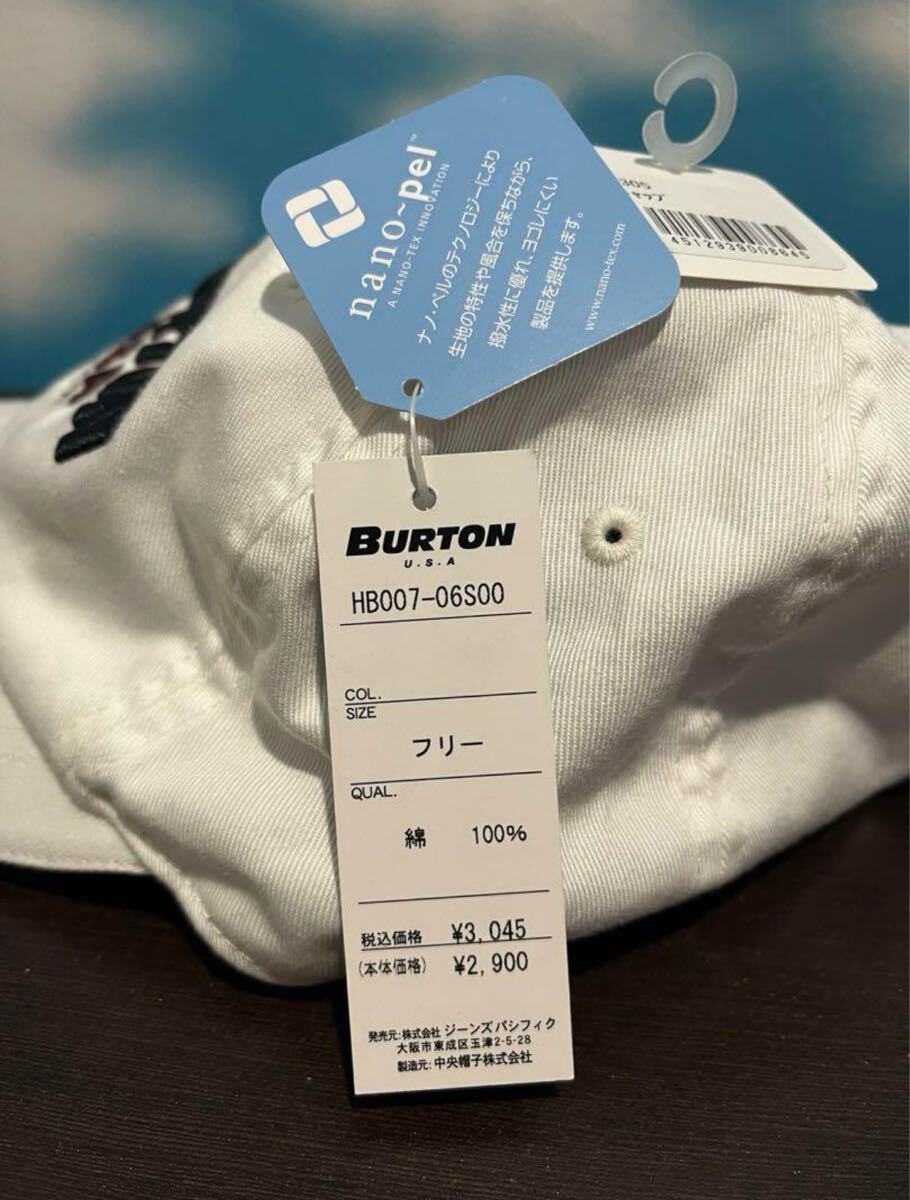 nano~pel™
A NANO-TEX INNOVATION
ナノ・ペルのテクノロジーにより
生地の特性や風合を保ちながら、
撥水性に優れ、ヨゴレにくい
製品を提供します。
www.nano-tex.com
305
ャップ
4512939008845
BURTON
U.S.A
HB007-06S00
COL.
SIZE
フリー
QUAL.
綿 100%
税込価格 ¥3,045
(本体価格) ¥2,900
発売元:株式会社 ジーンズパシフィク
大阪市東成区玉津2-5-28
製造元:中央帽子株式会社